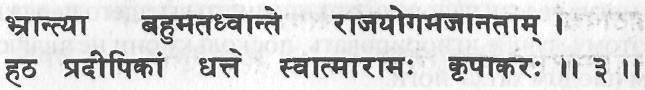 भ्रान्त्या बहुमतध्वान्ते राजयोगमजानताम् ।
हठ प्रदीपिकां धत्ते स्वात्मारामः कृपाकरः ॥ ३ ॥